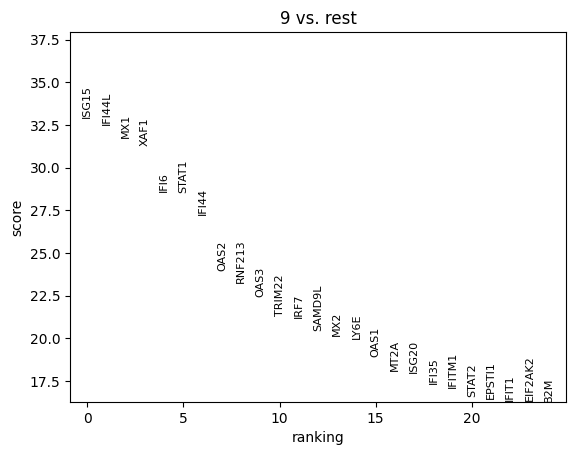 9 vs. rest
37.5
35.0
32.5
30.0
27.5
25.0
22.5
20.0
17.5
score
ISG15
IFI44L
MX1
XAF1
IFI6
STAT1
IFI44
OAS2
RNF213
OAS3
TRIM22
IRF7
SAMD9L
MX2
LY6E
OAS1
MT2A
ISG20
IFI35
IFITM1
STAT2
EPSTI1
IFIT1
EIF2AK2
B2M
0
5
10
15
20
ranking